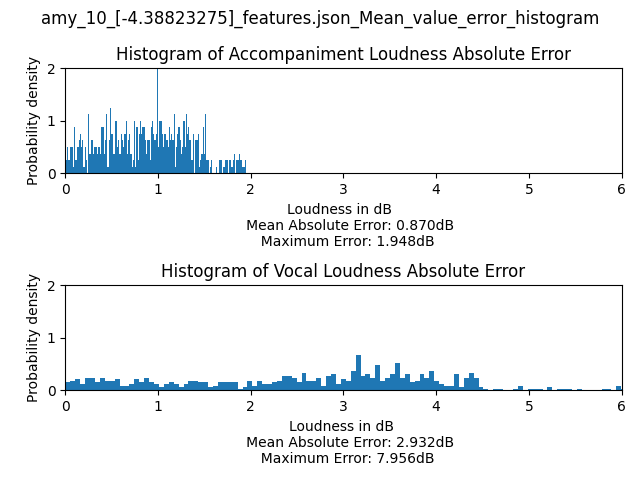 amy_10_[-4.38823275]_features.json_Mean_value_error_histogram
Histogram of Accompaniment Loudness Absolute Error
Probability density
2
1
0
0 1 2 3 4 5 6
Loudness in dB
Mean Absolute Error: 0.870dB
Maximum Error: 1.948dB
Histogram of Vocal Loudness Absolute Error
Probability density
2
1
0
0 1 2 3 4 5 6
Loudness in dB
Mean Absolute Error: 2.932dB
Maximum Error: 7.956dB